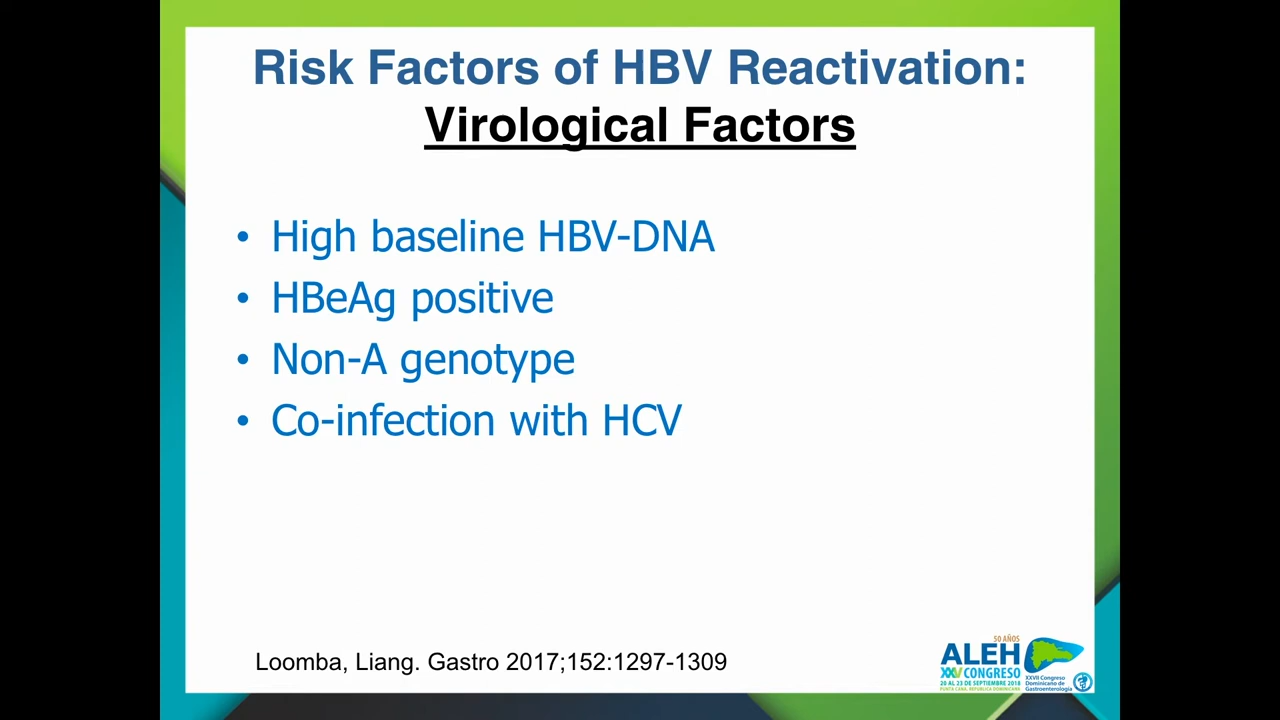 Risk Factors of HBV Reactivation:
Virological Factors
• High baseline HBV-DNA
• HBeAg positive
• Non-A genotype
• Co-infection with HCV
Loomba, Liang. Gastro 2017;152:1297-1309
50 AÑOS
ALEH
XXV CONGRESO
20 AL 23 DE SEPTIEMBRE 2018
PUNTA CANA, REPÚBLICA DOMINICANA
XXVII Congreso
Dominicano de
Gastroenterología